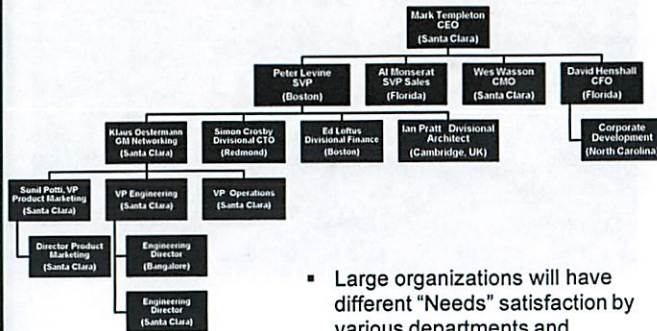 Mark Templeton
CEO
(Santa Clara)
Peter Levine
SVP
(Boston)
Al Monserat
SVP Sales
(Florida)
Wes Wasson
CMO
(Santa Clara)
David Henshall
CFO
(Florida)
Klaus Oestermann
GM Networking
(Santa Clara)
Simon Crosby
Divisional CTO
(Redmond)
Ed Loftus
Divisional Finance
(Boston)
Ian Pratt Divisional
Architect
(Cambridge, UK)
Corporate
Development
(North Carolina)
Sunil Potti, VP
Product Marketing
(Santa Clara)
VP Engineering
(Santa Clara)
VP Operations
(Santa Clara)
Director Product
Marketing
(Santa Clara)
Engineering
Director
(Bangalore)
Engineering
Director
(Santa Clara)
▪ Large organizations will have
different “Needs” satisfaction by
various departments and